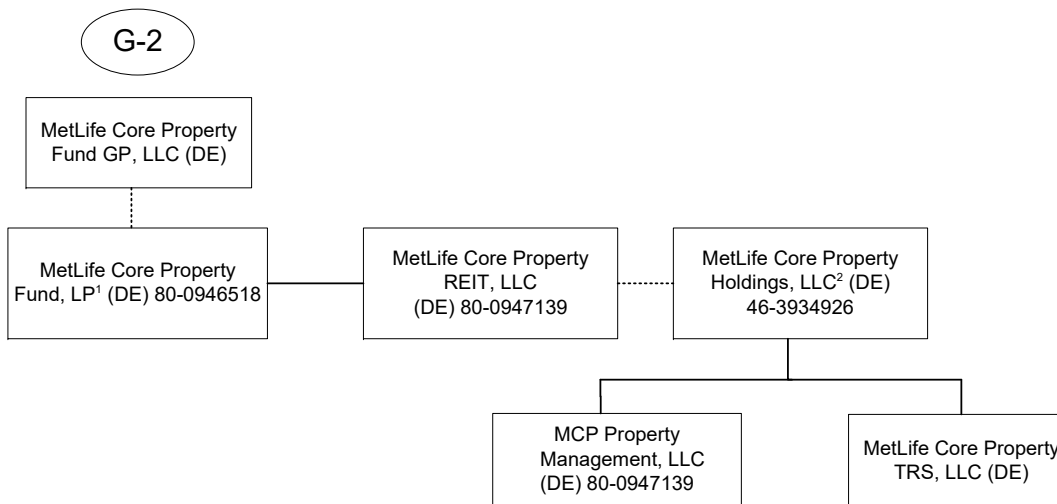 G-2
MetLife Core Property
Fund GP, LLC (DE)
MetLife Core Property
Fund, LP¹ (DE) 80-0946518
MetLife Core Property
REIT, LLC
(DE) 80-0947139
MetLife Core Property
Holdings, LLC² (DE)
46-3934926
MCP Property
Management, LLC
(DE) 80-0947139
MetLife Core Property
TRS, LLC (DE)